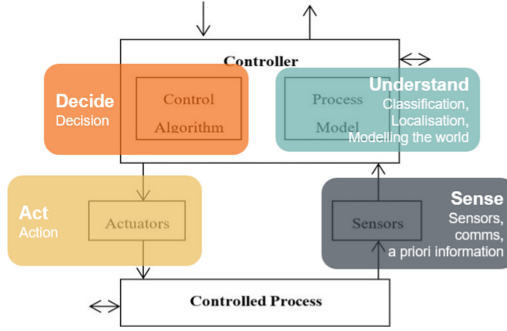 Controller
Decide
Decision
Control
Algorithm
Process
Model
Understand
Classification,
Localisation,
Modelling the world
Act
Action
Actuators
Sensors
Sense
Sensors,
comms,
a priori information
Controlled Process